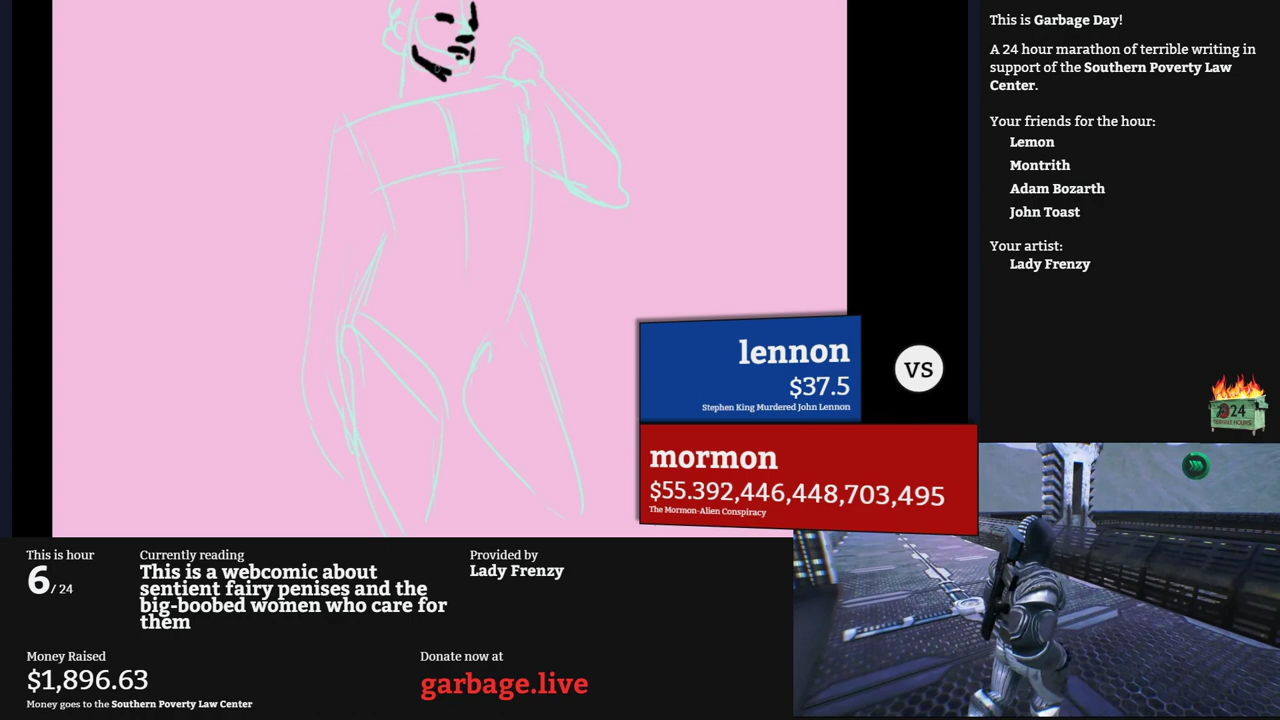 This is Garbage Day!
A 24 hour marathon of terrible writing in
support of the Southern Poverty Law
Center.
Your friends for the hour:
Lemon
Montrith
Adam Bozarth
John Toast
Your artist:
Lady Frenzy
lennon
$37.5
Stephen King Murdered John Lennon
VS
mormon
$55.392,446,448,703,495
The Mormon-Alien Conspiracy
This is hour
6/ 24
Currently reading
This is a webcomic about
sentient fairy penises and the
big-boobed women who care for
them
Provided by
Lady Frenzy
Money Raised
$1,896.63
Money goes to the Southern Poverty Law Center
Donate now at
garbage.live